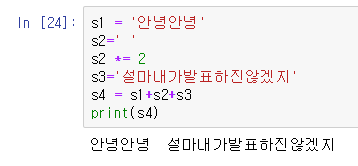 In [24]: s1 = '안녕안녕'
s2=' '
s2 *= 2
s3='설마내가발표하진않겠지'
s4 = s1+s2+s3
print(s4)
안녕안녕  설마내가발표하진않겠지